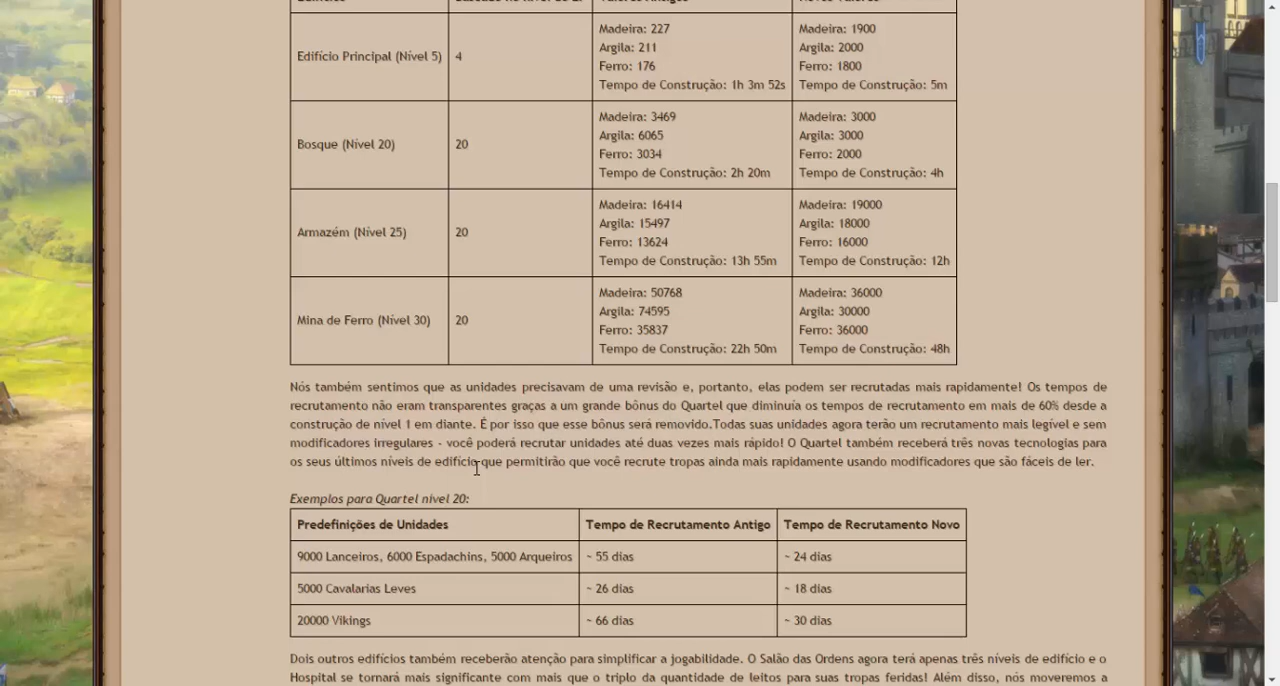 Edifício Principal (Nível 5)
4
Madeira: 227
Argila: 211
Ferro: 176
Tempo de Construção: 1h 3m 52s
Madeira: 1900
Argila: 2000
Ferro: 1800
Tempo de Construção: 5m
Bosque (Nível 20)
20
Madeira: 3469
Argila: 6065
Ferro: 3034
Tempo de Construção: 2h 20m
Madeira: 3000
Argila: 3000
Ferro: 2000
Tempo de Construção: 4h
Armazém (Nível 25)
20
Madeira: 16414
Argila: 15497
Ferro: 13624
Tempo de Construção: 13h 55m
Madeira: 19000
Argila: 18000
Ferro: 16000
Tempo de Construção: 12h
Mina de Ferro (Nível 30)
20
Madeira: 50768
Argila: 74595
Ferro: 35837
Tempo de Construção: 22h 50m
Madeira: 36000
Argila: 30000
Ferro: 36000
Tempo de Construção: 48h
Nós também sentimos que as unidades precisavam de uma revisão e, portanto, elas podem ser recrutadas mais rapidamente! Os tempos de
recrutamento não eram transparentes graças a um grande bônus do Quartel que diminuía os tempos de recrutamento em mais de 60% desde a
construção de nível 1 em diante. É por isso que esse bônus será removido.Todas suas unidades agora terão um recrutamento mais legível e sem
modificadores irregulares - você poderá recrutar unidades até duas vezes mais rápido! O Quartel também receberá três novas tecnologias para
os seus últimos níveis de edifício que permitirão que você recrute tropas ainda mais rapidamente usando modificadores que são fáceis de ler.
Exemplos para Quartel nível 20:
Predefinições de Unidades
Tempo de Recrutamento Antigo
Tempo de Recrutamento Novo
9000 Lanceiros, 6000 Espadachins, 5000 Arqueiros
~ 55 dias
~ 24 dias
5000 Cavalarias Leves
~ 26 dias
~ 18 dias
20000 Vikings
~ 66 dias
~ 30 dias
Dois outros edifícios também receberão atenção para simplificar a jogabilidade. O Salão das Ordens agora terá apenas três níveis de edifício e o
Hospital se tornará mais significante com mais que o triplo da quantidade de leitos para suas tropas feridas! Além disso, nós moveremos a